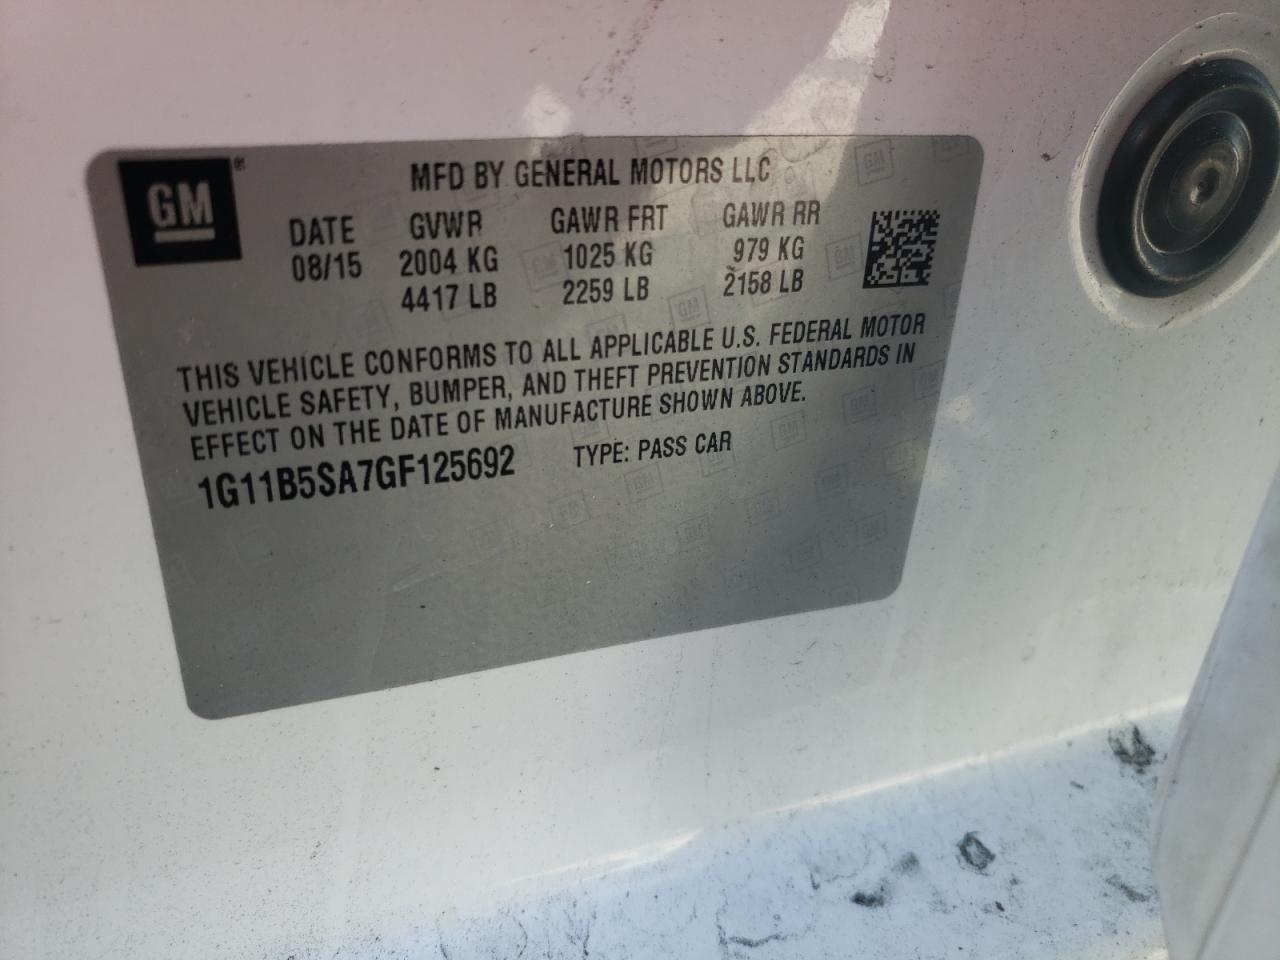 GM®
MFD BY GENERAL MOTORS LLC
DATE GVWR GAWR FRT GAWR RR
08/15 2004 KG 1025 KG 979 KG
4417 LB 2259 LB 2158 LB
THIS VEHICLE CONFORMS TO ALL APPLICABLE U.S. FEDERAL MOTOR
VEHICLE SAFETY, BUMPER, AND THEFT PREVENTION STANDARDS IN
EFFECT ON THE DATE OF MANUFACTURE SHOWN ABOVE.
1G11B5SA7GF125692 TYPE: PASS CAR